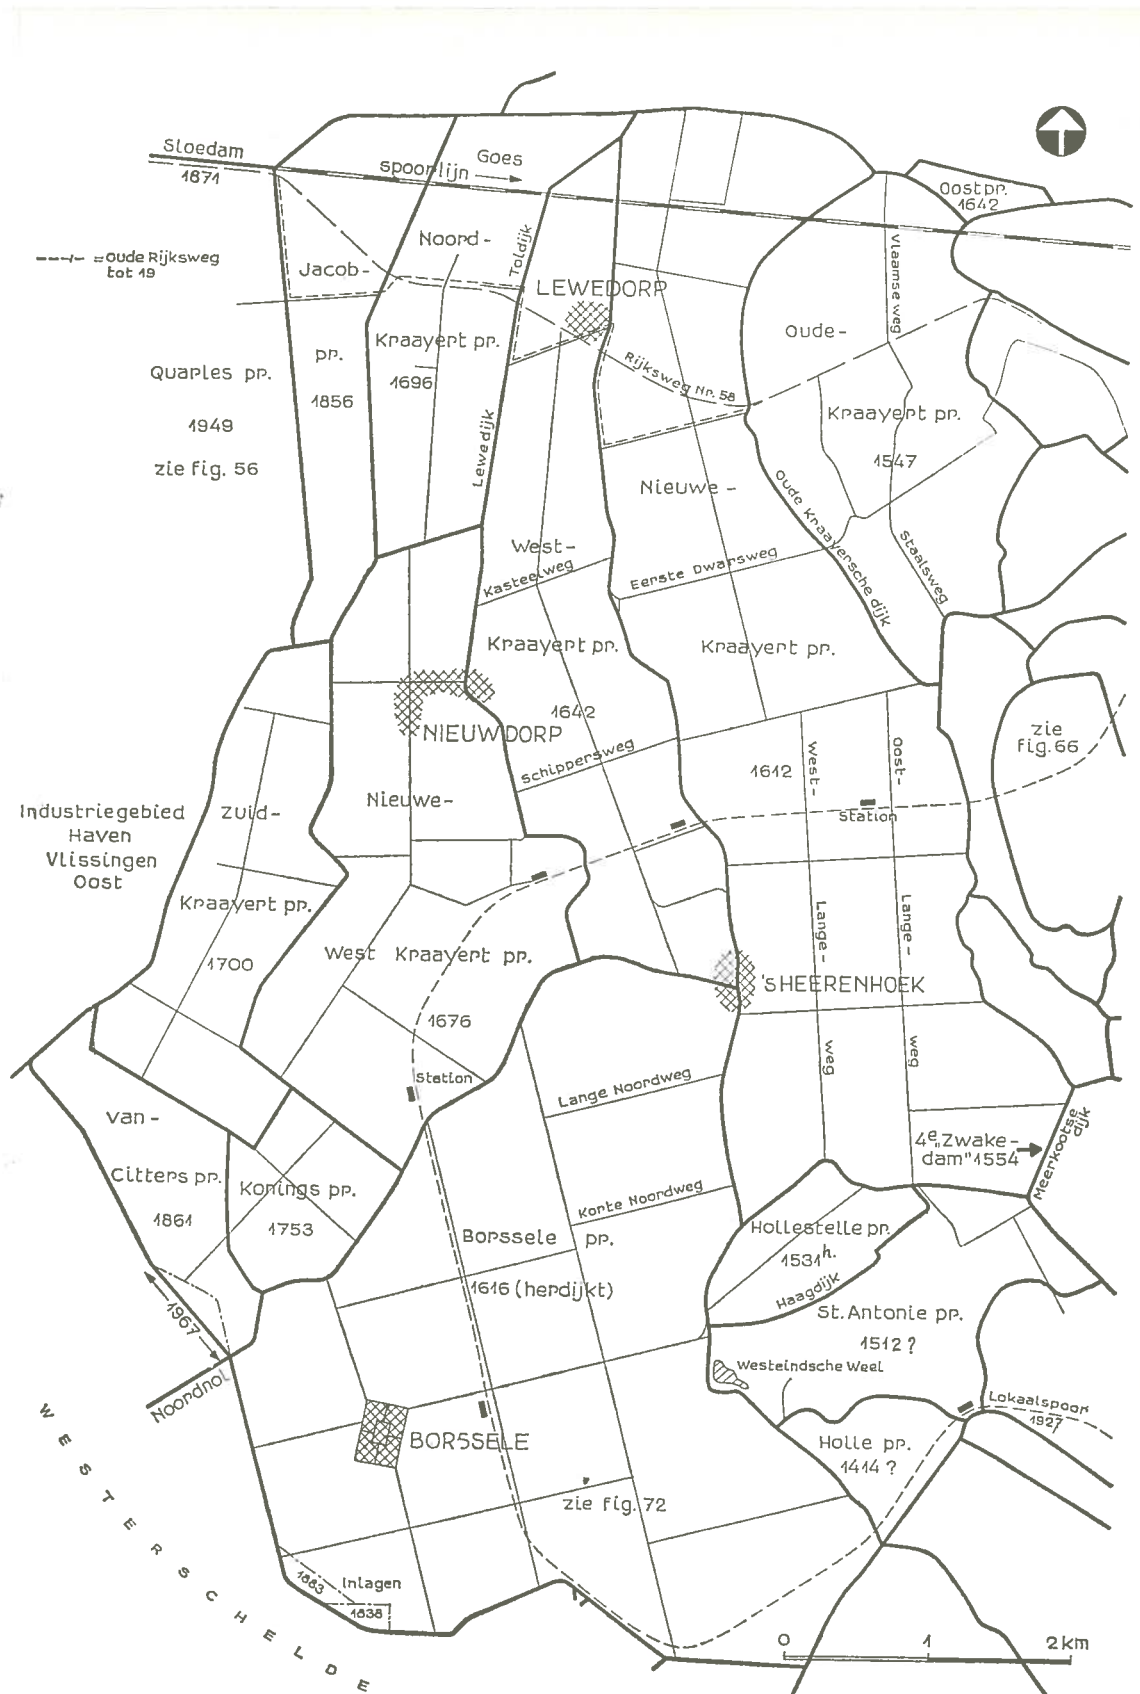 Sloedam
1871
spoorlijn
Goes
Oostpr.
1642
=Oude Rijksweg
tot 19
Jacob-
pr.
1856
Noord-
Kraayert pr.
1696
Toldijk
Lewedijk
LEWEDORP
Rijksweg Nr. 58
Vlaamse weg
Oude-
Kraayert pr.
1547
Quarles pr.
1949
zie fig. 56
Nieuwe-
Oude Kraayersche dijk
Staalsweg
West-
Kasteelweg
Eerste Dwarsweg
Kraayert pr.
Kraayert pr.
1642
NIEUWDORP
Schippersweg
1612
West-
Oost-
zie
fig. 66
Station
Industriegebied
Haven
Vlissingen
Oost
Zuid-
Kraayert pr.
1700
Nieuwe-
West Kraayert pr.
1676
Station
Lange-
Lange-
'sHEERENHOEK
weg
weg
Lange Noordweg
Korte Noordweg
4e „Zwake-
dam" 1554
Meerkootse
dijk
van-
Citters pr.
1861
Konings pr.
1753
Borssele pr.
1616 (herdijkt)
Hollestelle pr.
1531 h.
Haagdijk
St. Antonie pr.
1512 ?
Westeindsche Weel
1967
Noordnol
BORSSELE
Lokaalspoor
1927
Holle pr.
1414 ?
zie fig. 72
WESTERSCHELDE
1883
Inlagen
1838
0 1 2 km